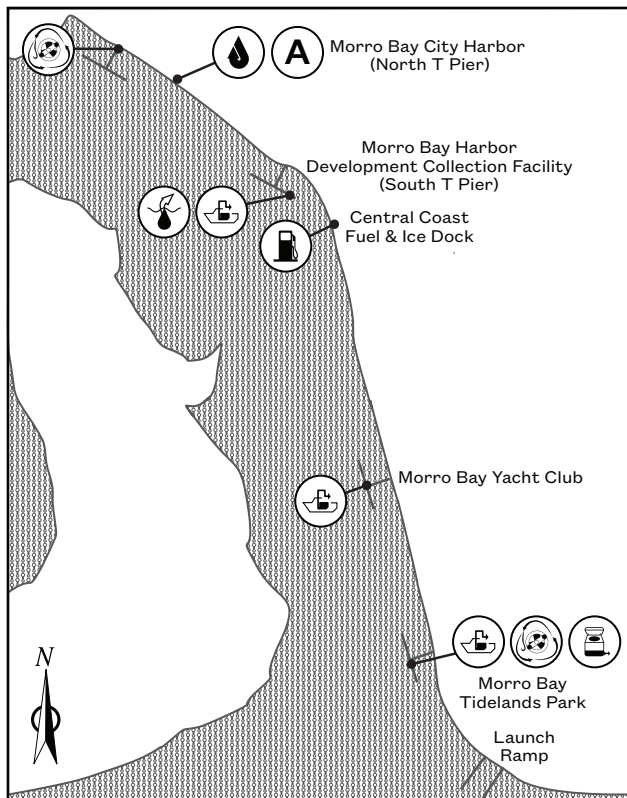 A
Morro Bay City Harbor
(North T Pier)
Morro Bay Harbor
Development Collection Facility
(South T Pier)
Central Coast
Fuel & Ice Dock
Morro Bay Yacht Club
Morro Bay
Tidelands Park
Launch
Ramp
N